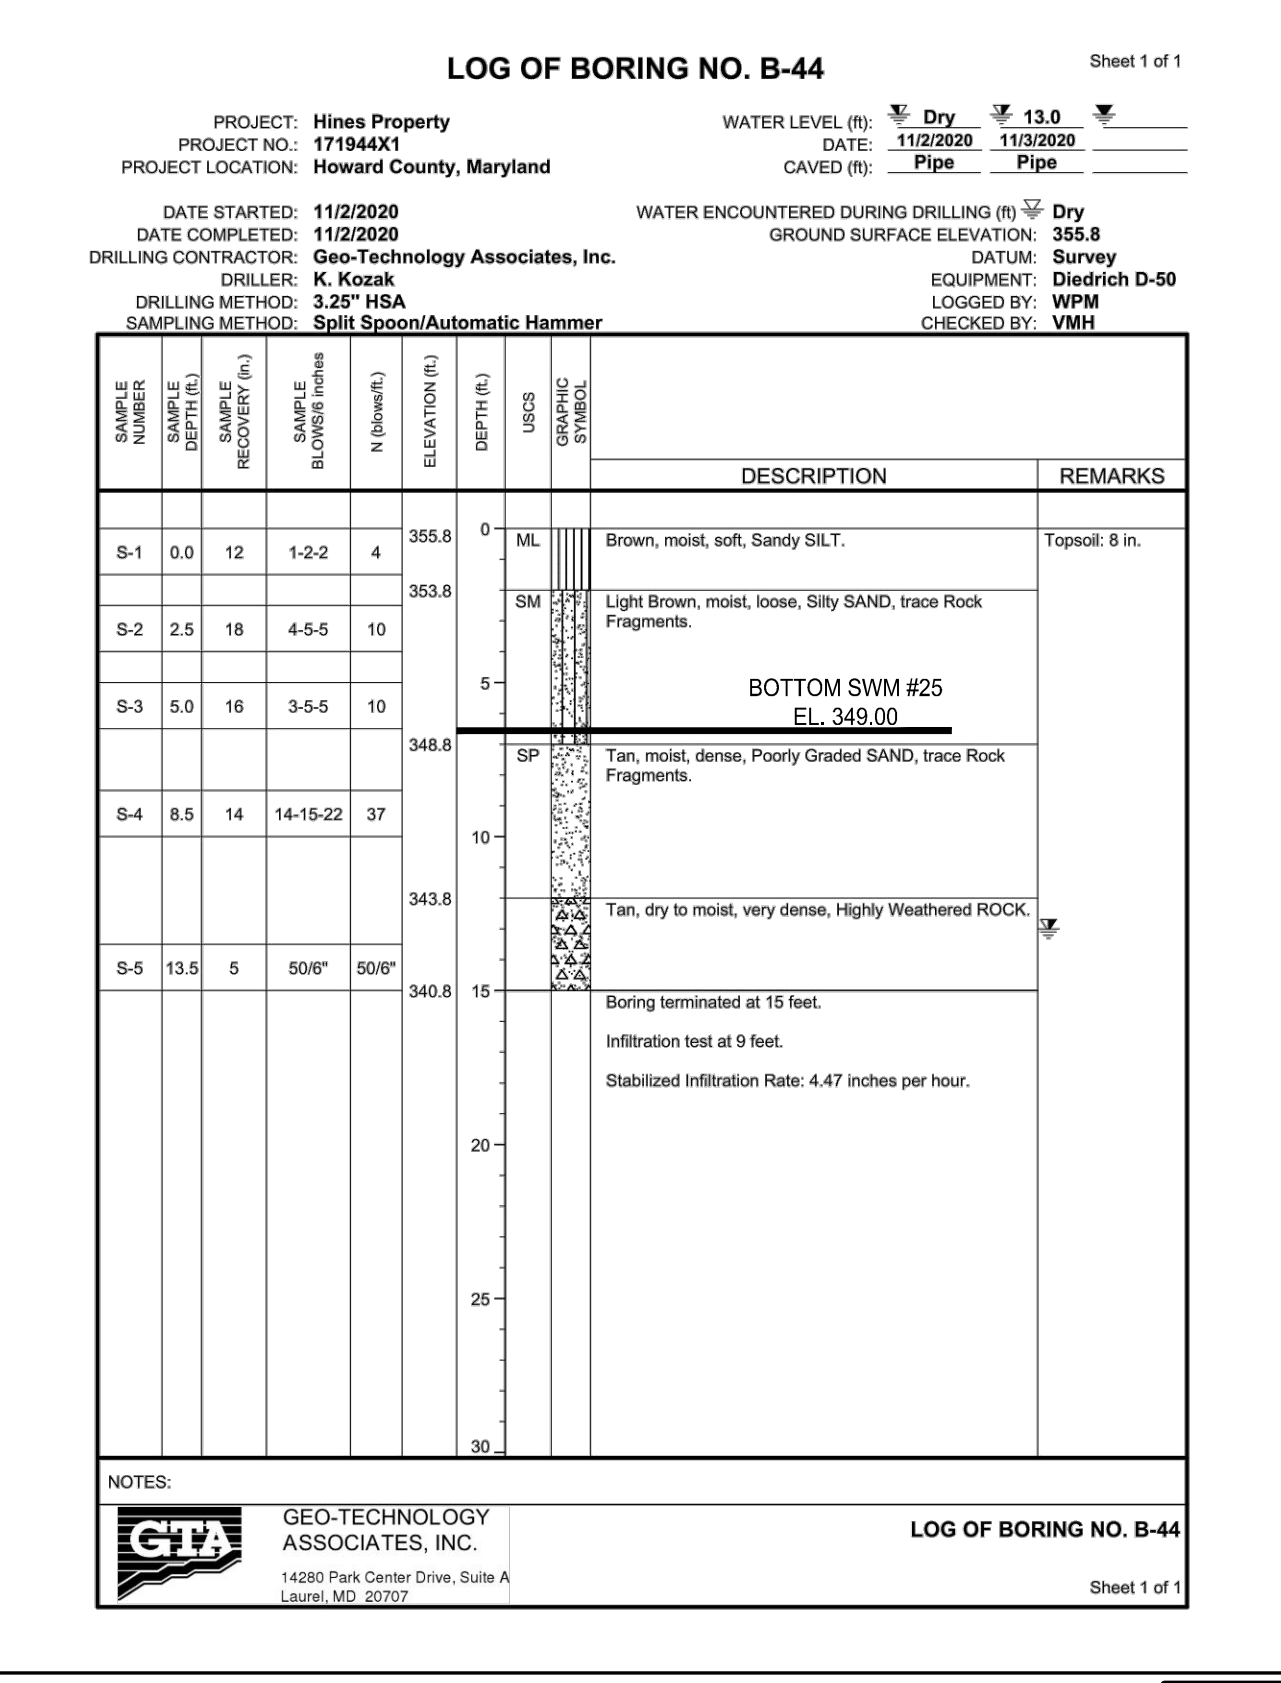 LOG OF BORING NO. B-44
Sheet 1 of 1
PROJECT: Hines Property
PROJECT NO.: 171944X1
PROJECT LOCATION: Howard County, Maryland
WATER LEVEL (ft): Dry 13.0
DATE: 11/2/2020 11/3/2020
CAVED (ft): Pipe Pipe
DATE STARTED: 11/2/2020
DATE COMPLETED: 11/2/2020
DRILLING CONTRACTOR: Geo-Technology Associates, Inc.
DRILLER: K. Kozak
DRILLING METHOD: 3.25" HSA
SAMPLING METHOD: Split Spoon/Automatic Hammer
WATER ENCOUNTERED DURING DRILLING (ft) Dry
GROUND SURFACE ELEVATION: 355.8
DATUM: Survey
EQUIPMENT: Diedrich D-50
LOGGED BY: WPM
CHECKED BY: VMH
SAMPLE NUMBER
SAMPLE DEPTH (ft.)
SAMPLE RECOVERY (in.)
SAMPLE BLOWS/6 inches
N (blows/ft.)
ELEVATION (ft.)
DEPTH (ft.)
USCS
GRAPHIC SYMBOL
DESCRIPTION
REMARKS
355.8 0 ML Brown, moist, soft, Sandy SILT. Topsoil: 8 in.
S-1 0.0 12 1-2-2 4
353.8 SM Light Brown, moist, loose, Silty SAND, trace Rock
Fragments.
S-2 2.5 18 4-5-5 10
5
BOTTOM SWM #25
S-3 5.0 16 3-5-5 10
EL. 349.00
348.8 SP Tan, moist, dense, Poorly Graded SAND, trace Rock
Fragments.
S-4 8.5 14 14-15-22 37
10
343.8 Tan, dry to moist, very dense, Highly Weathered ROCK.
S-5 13.5 5 50/6" 50/6"
340.8 15
Boring terminated at 15 feet.
Infiltration test at 9 feet.
Stabilized Infiltration Rate: 4.47 inches per hour.
20
25
30
NOTES:
GTA
GEO-TECHNOLOGY
ASSOCIATES, INC.
14280 Park Center Drive, Suite A
Laurel, MD 20707
LOG OF BORING NO. B-44
Sheet 1 of 1